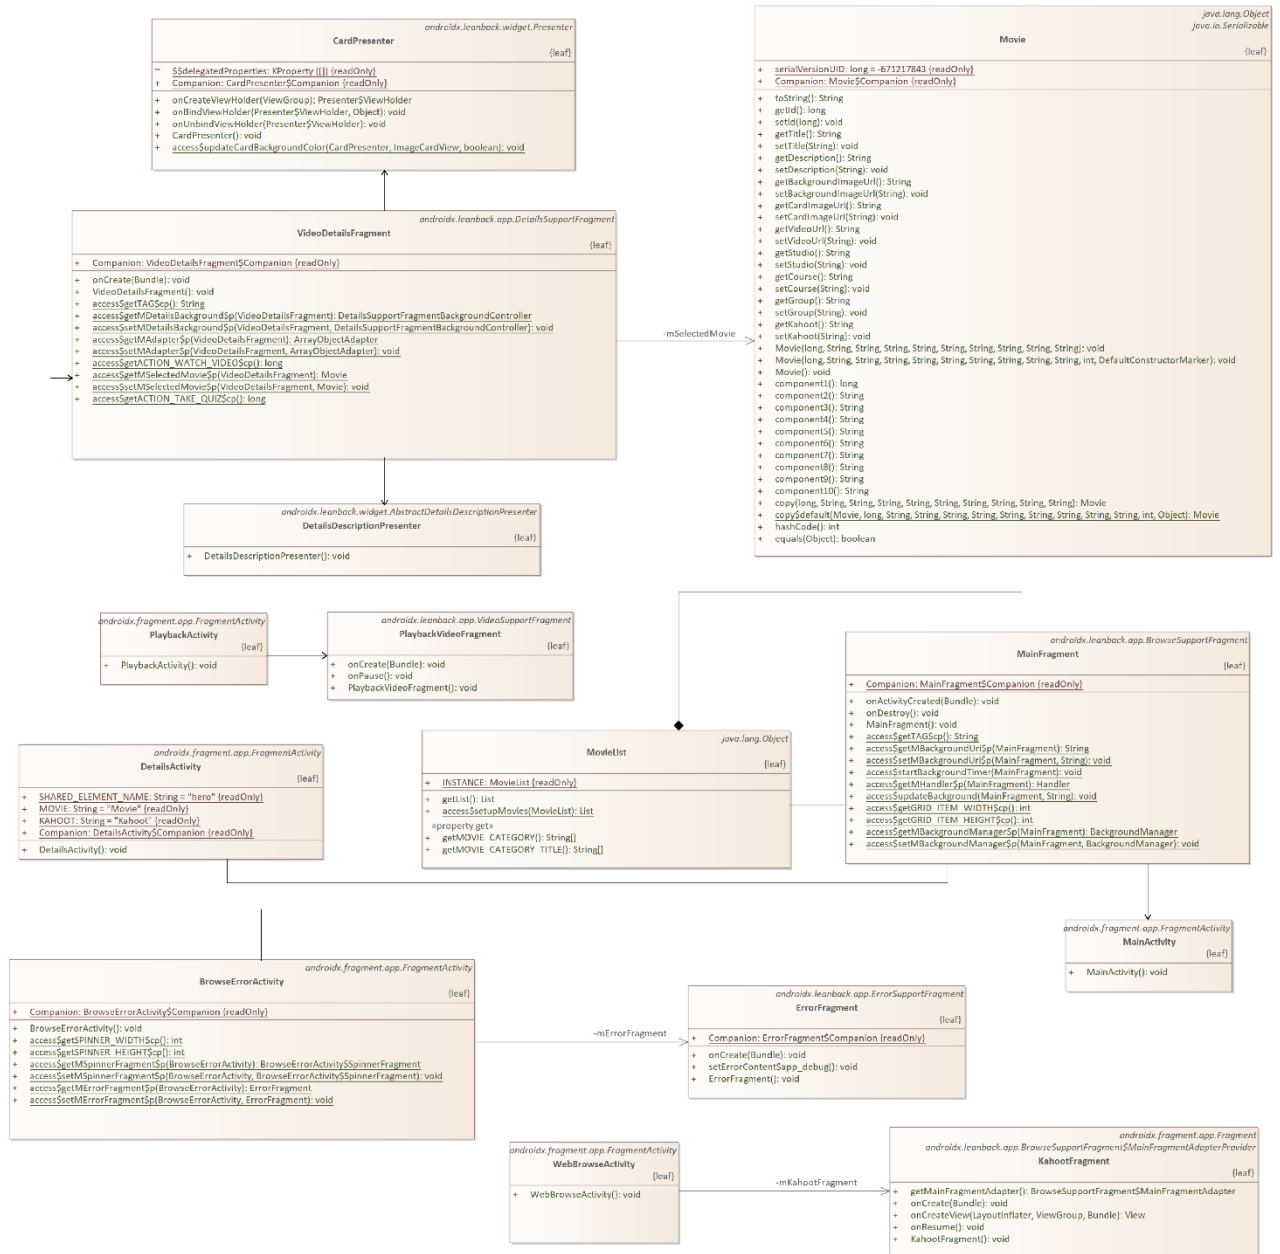 androidx.leanback.widget.Presenter
CardPresenter
{leaf}
~ $$delegatedProperties: KProperty ([]) {readOnly}
+ Companion: CardPresenter$Companion {readOnly}
+ onCreateViewHolder(ViewGroup): Presenter$ViewHolder
+ onBindViewHolder(Presenter$ViewHolder, Object): void
+ onUnbindViewHolder(Presenter$ViewHolder): void
+ CardPresenter(): void
+ access$updateCardBackgroundColor(CardPresenter, ImageCardView, boolean): void
java.lang.Object
java.io.Serializable
Movie
{leaf}
+ serialVersionUID: long = -671217843 {readOnly}
+ Companion: Movie$Companion {readOnly}
+ toString(): String
+ getId(): long
+ setId(long): void
+ getTitle(): String
+ setTitle(String): void
+ getDescription(): String
+ setDescription(String): void
+ getBackgroundImageUrl(): String
+ setBackgroundImageUrl(String): void
+ getCardImageUrl(): String
+ setCardImageUrl(String): void
+ getVideoUrl(): String
+ setVideoUrl(String): void
+ getStudio(): String
+ setStudio(String): void
+ getCourse(): String
+ setCourse(String): void
+ getGroup(): String
+ setGroup(String): void
+ getKahoot(): String
+ setKahoot(String): void
+ Movie(long, String, String, String, String, String, String, String, String, String): void
+ Movie(long, String, String, String, String, String, String, String, String, String, int, DefaultConstructorMarker): void
+ Movie(): void
+ component1(): long
+ component2(): String
+ component3(): String
+ component4(): String
+ component5(): String
+ component6(): String
+ component7(): String
+ component8(): String
+ component9(): String
+ component10(): String
+ copy(long, String, String, String, String, String, String, String, String, String): Movie
+ copy$default(Movie, long, String, String, String, String, String, String, String, String, String, int, Object): Movie
+ hashCode(): int
+ equals(Object): boolean
androidx.leanback.app.DetailsSupportFragment
VideoDetailsFragment
{leaf}
+ Companion: VideoDetailsFragment$Companion {readOnly}
+ onCreate(Bundle): void
+ VideoDetailsFragment(): void
+ access$getTAG$cp(): String
+ access$getMDetailsBackground$p(VideoDetailsFragment): DetailsSupportFragmentBackgroundController
+ access$setMDetailsBackground$p(VideoDetailsFragment, DetailsSupportFragmentBackgroundController): void
+ access$getMAdapter$p(VideoDetailsFragment): ArrayObjectAdapter
+ access$setMAdapter$p(VideoDetailsFragment, ArrayObjectAdapter): void
+ access$getACTION_WATCH_VIDEO$cp(): long
+ access$getMSelectedMovie$p(VideoDetailsFragment): Movie
+ access$setMSelectedMovie$p(VideoDetailsFragment, Movie): void
+ access$getACTION_TAKE_QUIZ$cp(): long
-mSelectedMovie
androidx.leanback.widget.AbstractDetailsDescriptionPresenter
DetailsDescriptionPresenter
{leaf}
+ DetailsDescriptionPresenter(): void
androidx.fragment.app.FragmentActivity
PlaybackActivity
{leaf}
+ PlaybackActivity(): void
androidx.leanback.app.VideoSupportFragment
PlaybackVideoFragment
{leaf}
+ onCreate(Bundle): void
+ onPause(): void
+ PlaybackVideoFragment(): void
androidx.leanback.app.BrowseSupportFragment
MainFragment
{leaf}
+ Companion: MainFragment$Companion {readOnly}
+ onActivityCreated(Bundle): void
+ onDestroy(): void
+ MainFragment(): void
+ access$getTAG$cp(): String
+ access$getMBackgroundUri$p(MainFragment): String
+ access$setMBackgroundUri$p(MainFragment, String): void
+ access$startBackgroundTimer(MainFragment): void
+ access$getMHandler$p(MainFragment): Handler
+ access$updateBackground(MainFragment, String): void
+ access$getGRID_ITEM_WIDTH$cp(): int
+ access$getGRID_ITEM_HEIGHT$cp(): int
+ access$getMBackgroundManager$p(MainFragment): BackgroundManager
+ access$setMBackgroundManager$p(MainFragment, BackgroundManager): void
androidx.fragment.app.FragmentActivity
DetailsActivity
{leaf}
+ SHARED_ELEMENT_NAME: String = "hero" {readOnly}
+ MOVIE: String = "Movie" {readOnly}
+ KAHOOT: String = "Kahoot" {readOnly}
+ Companion: DetailsActivity$Companion {readOnly}
+ DetailsActivity(): void
java.lang.Object
MovieList
{leaf}
+ INSTANCE: MovieList {readOnly}
+ getList(): List
+ access$setupMovies(MovieList): List
«property get»
+ getMOVIE_CATEGORY(): String[]
+ getMOVIE_CATEGORY_TITLE(): String[]
androidx.fragment.app.FragmentActivity
MainActivity
{leaf}
+ MainActivity(): void
androidx.fragment.app.FragmentActivity
BrowseErrorActivity
{leaf}
+ Companion: BrowseErrorActivity$Companion {readOnly}
+ BrowseErrorActivity(): void
+ access$getSPINNER_WIDTH$cp(): int
+ access$getSPINNER_HEIGHT$cp(): int
+ access$getMSpinnerFragment$p(BrowseErrorActivity): BrowseErrorActivity$SpinnerFragment
+ access$setMSpinnerFragment$p(BrowseErrorActivity, BrowseErrorActivity$SpinnerFragment): void
+ access$getMErrorFragment$p(BrowseErrorActivity): ErrorFragment
+ access$setMErrorFragment$p(BrowseErrorActivity, ErrorFragment): void
-mErrorFragment
androidx.leanback.app.ErrorSupportFragment
ErrorFragment
{leaf}
+ Companion: ErrorFragment$Companion {readOnly}
+ onCreate(Bundle): void
+ setErrorContent$app_debug(): void
+ ErrorFragment(): void
androidx.fragment.app.FragmentActivity
WebBrowseActivity
{leaf}
+ WebBrowseActivity(): void
-mKahootFragment
androidx.fragment.app.Fragment
androidx.leanback.app.BrowseSupportFragment$MainFragmentAdapterProvider
KahootFragment
{leaf}
+ getMainFragmentAdapter(): BrowseSupportFragment$MainFragmentAdapter
+ onCreate(Bundle): void
+ onCreateView(LayoutInflater, ViewGroup, Bundle): View
+ onResume(): void
+ KahootFragment(): void